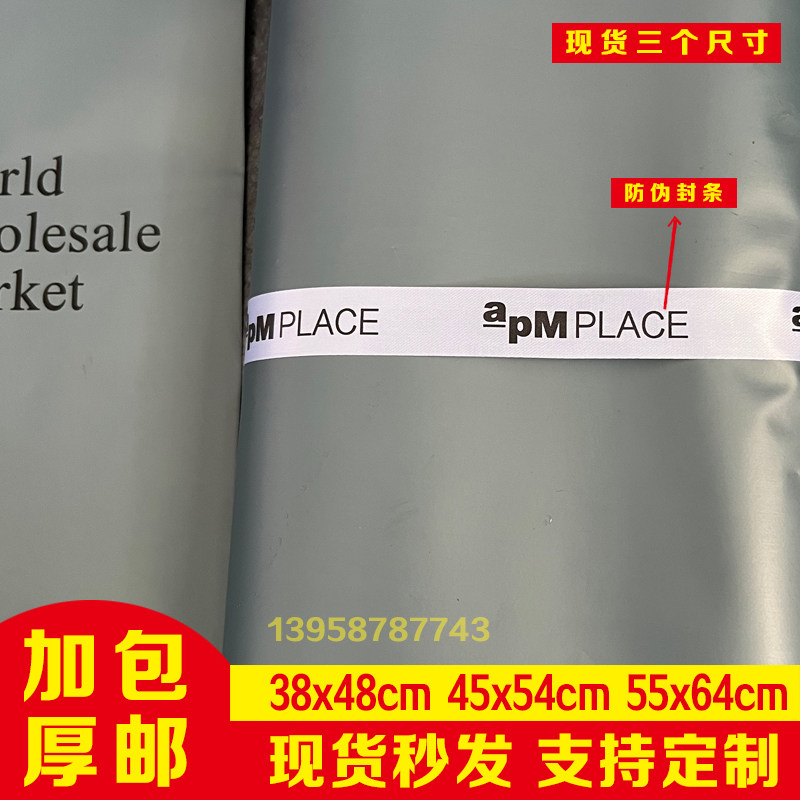 现货三个尺寸
防伪封条
rld
olesale
rket
apM PLACE
apM PLACE
a
13958787743
加厚
包邮
38x48cm 45x54cm 55x64cm
现货秒发 支持定制